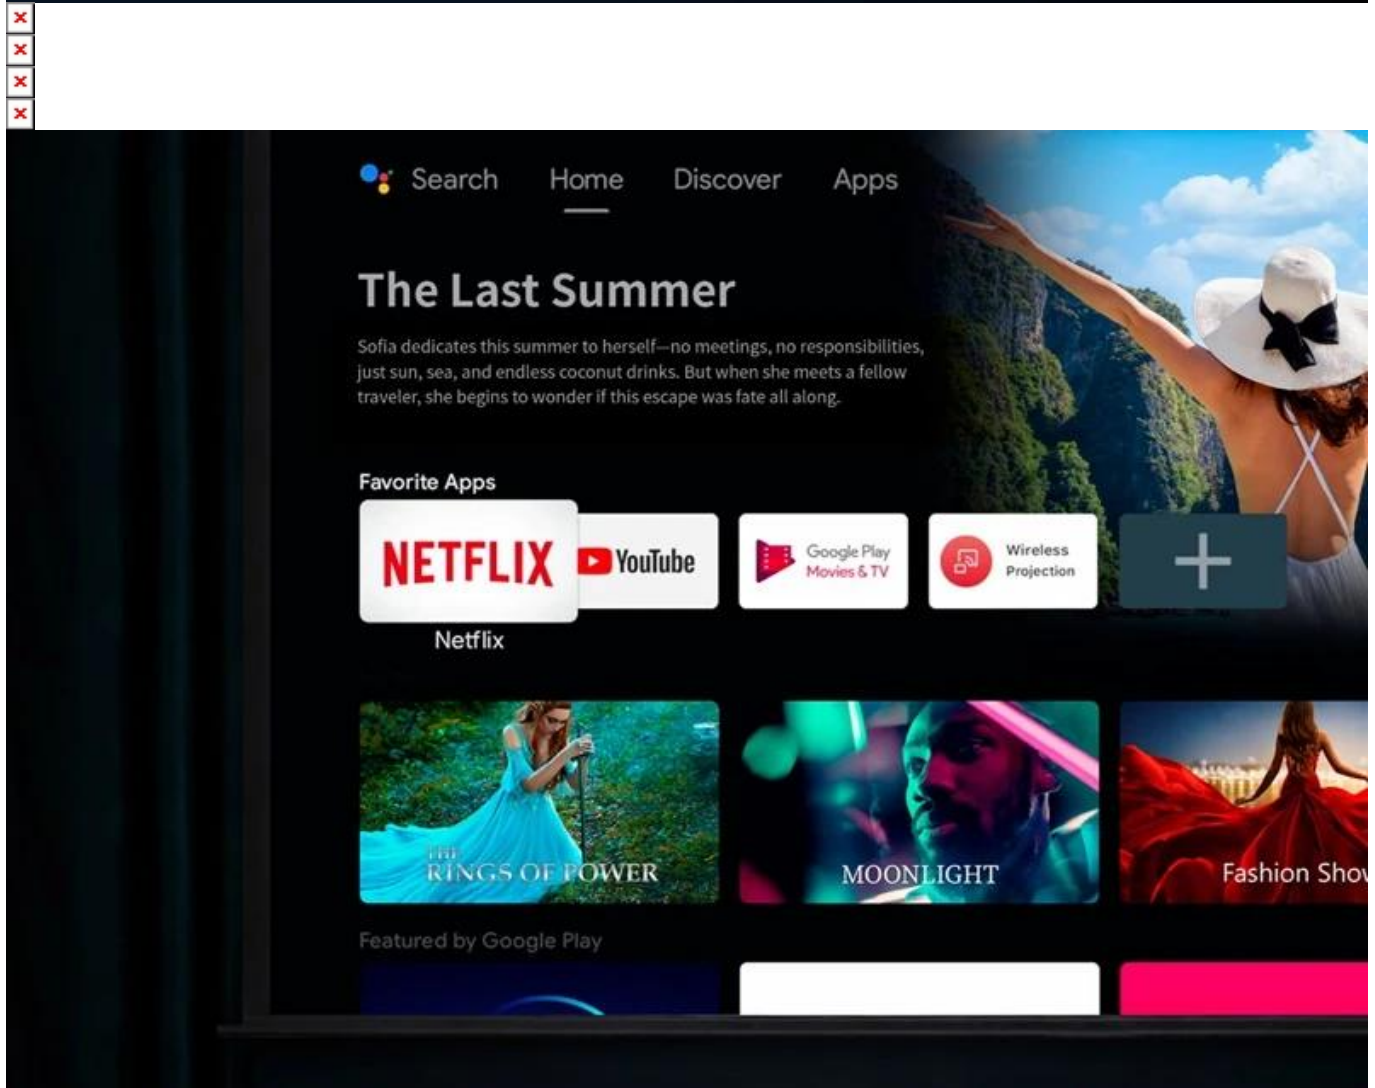 Search Home Discover Apps
The Last Summer
Sofia dedicates this summer to herself—no meetings, no responsibilities,
just sun, sea, and endless coconut drinks. But when she meets a fellow
traveler, she begins to wonder if this escape was fate all along.
Favorite Apps
NETFLIX
YouTube
Google Play
Movies & TV
Wireless
Projection
Netflix
THE
RINGS OF POWER
MOONLIGHT
Fashion Show
Featured by Google Play